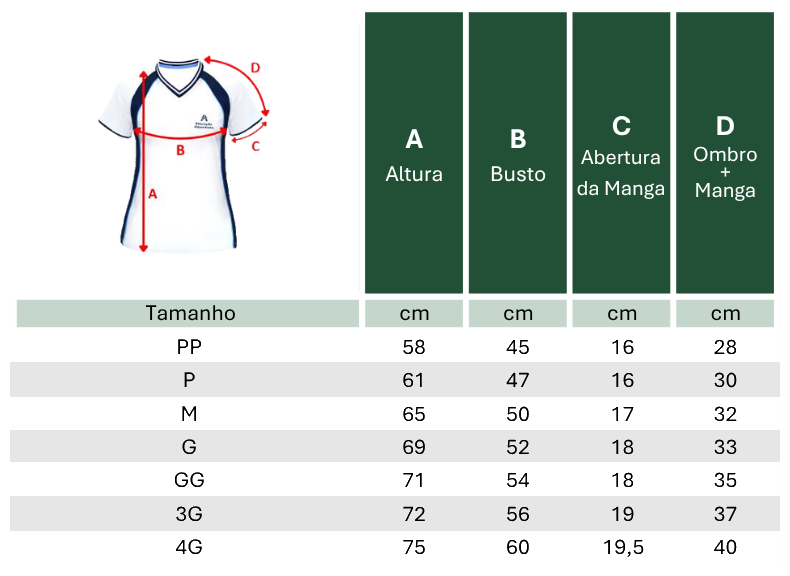 D
C
B
A
A
Altura
B
Busto
C
Abertura
da Manga
D
Ombro
+
Manga
Tamanho cm cm cm cm
PP 58 45 16 28
P 61 47 16 30
M 65 50 17 32
G 69 52 18 33
GG 71 54 18 35
3G 72 56 19 37
4G 75 60 19,5 40